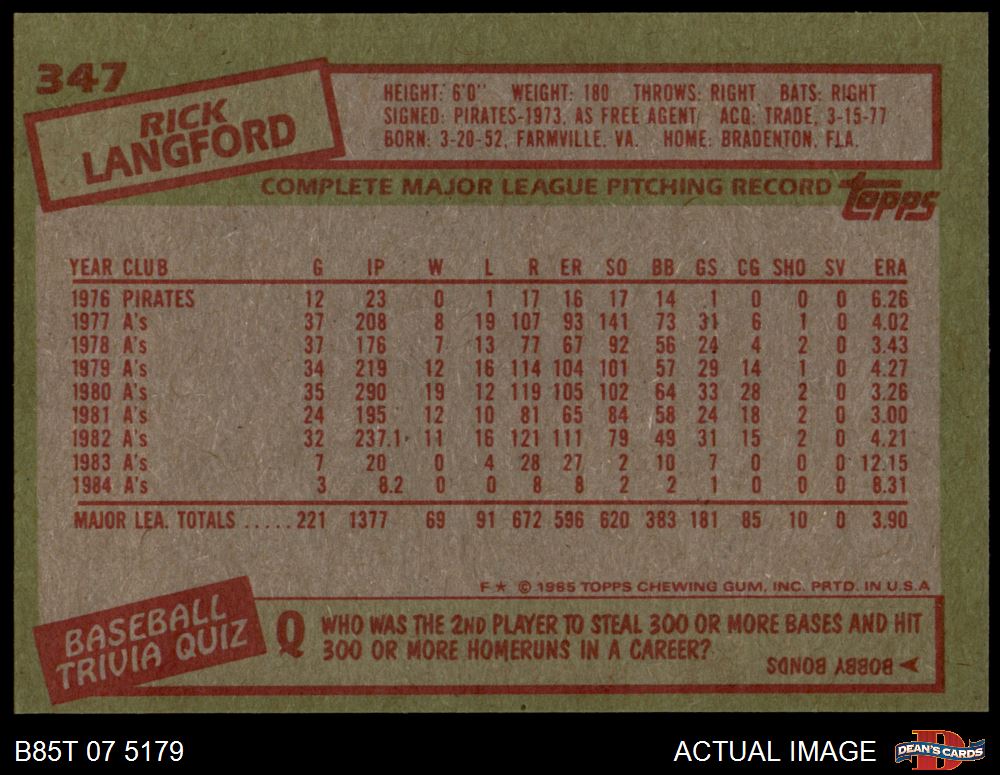 347
RICK
LANGFORD
HEIGHT: 6'0" WEIGHT: 180 THROWS: RIGHT BATS: RIGHT
SIGNED: PIRATES-1973, AS FREE AGENT ACQ: TRADE, 3-15-77
BORN: 3-20-52, FARMVILLE, VA. HOME: BRADENTON, FLA.
COMPLETE MAJOR LEAGUE PITCHING RECORD topps
YEAR CLUB G IP W L R ER SO BB GS CG SHO SV ERA
1976 PIRATES 12 23 0 1 17 16 17 14 1 0 0 0 6.26
1977 A's 37 208 8 19 107 93 141 73 31 6 1 0 4.02
1978 A's 37 176 7 13 77 67 92 56 24 4 2 0 3.43
1979 A's 34 219 12 16 114 104 101 57 29 14 1 0 4.27
1980 A's 35 290 19 12 119 105 102 64 33 28 2 0 3.26
1981 A's 24 195 12 10 81 65 84 58 24 18 2 0 3.00
1982 A's 32 237.1 11 16 121 111 79 49 31 15 2 0 4.21
1983 A's 7 20 0 4 28 27 2 10 7 0 0 0 12.15
1984 A's 3 8.2 0 0 8 8 2 2 1 0 0 0 8.31
MAJOR LEA. TOTALS ..... 221 1377 69 91 672 596 620 383 181 85 10 0 3.90
F★ © 1985 TOPPS CHEWING GUM, INC. PRTD. IN U.S.A
BASEBALL
TRIVIA QUIZ
Q WHO WAS THE 2ND PLAYER TO STEAL 300 OR MORE BASES AND HIT
300 OR MORE HOMERUNS IN A CAREER?
BOBBY BONDS
B85T 07 5179
ACTUAL IMAGE
DEAN'S CARDS